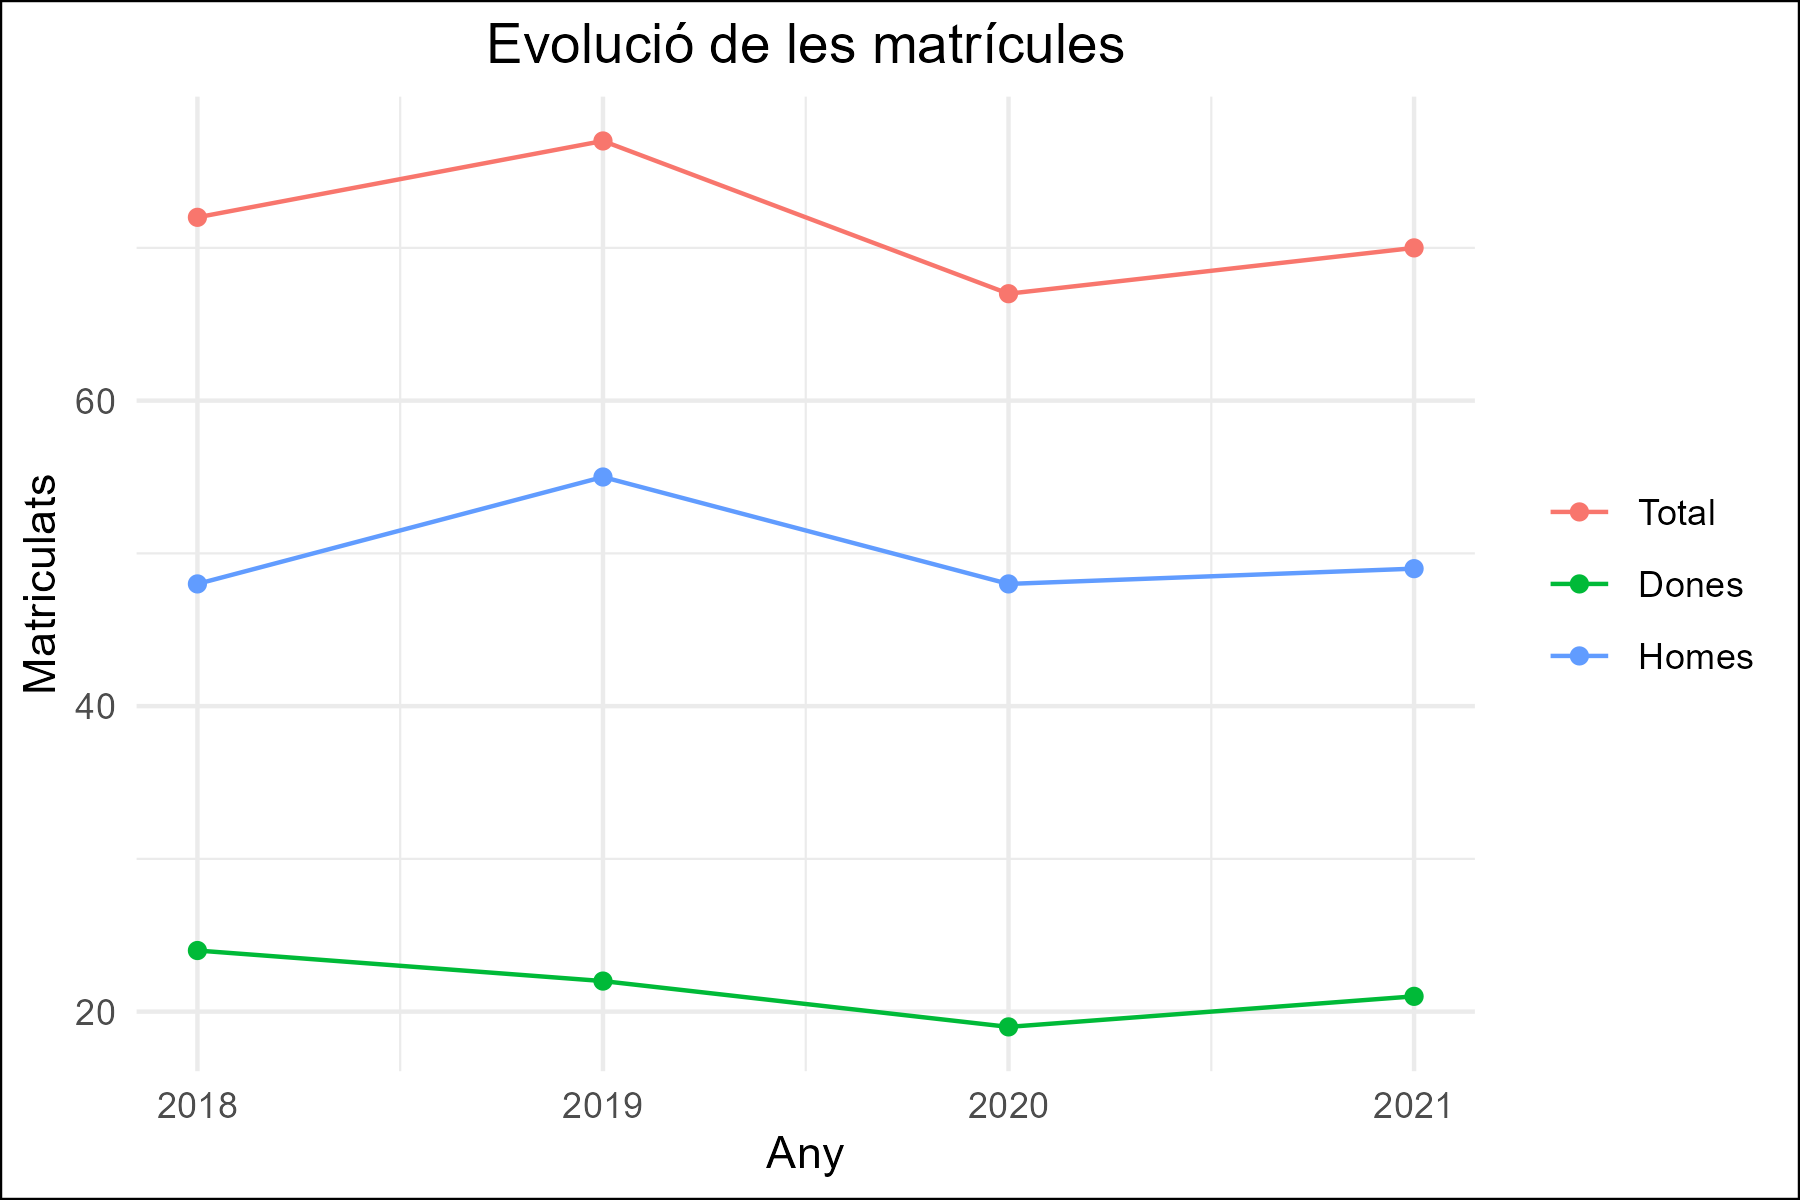 Evolució de les matrícules
Matriculats
60
40
20
2018
2019
2020
2021
Any
Total
Dones
Homes